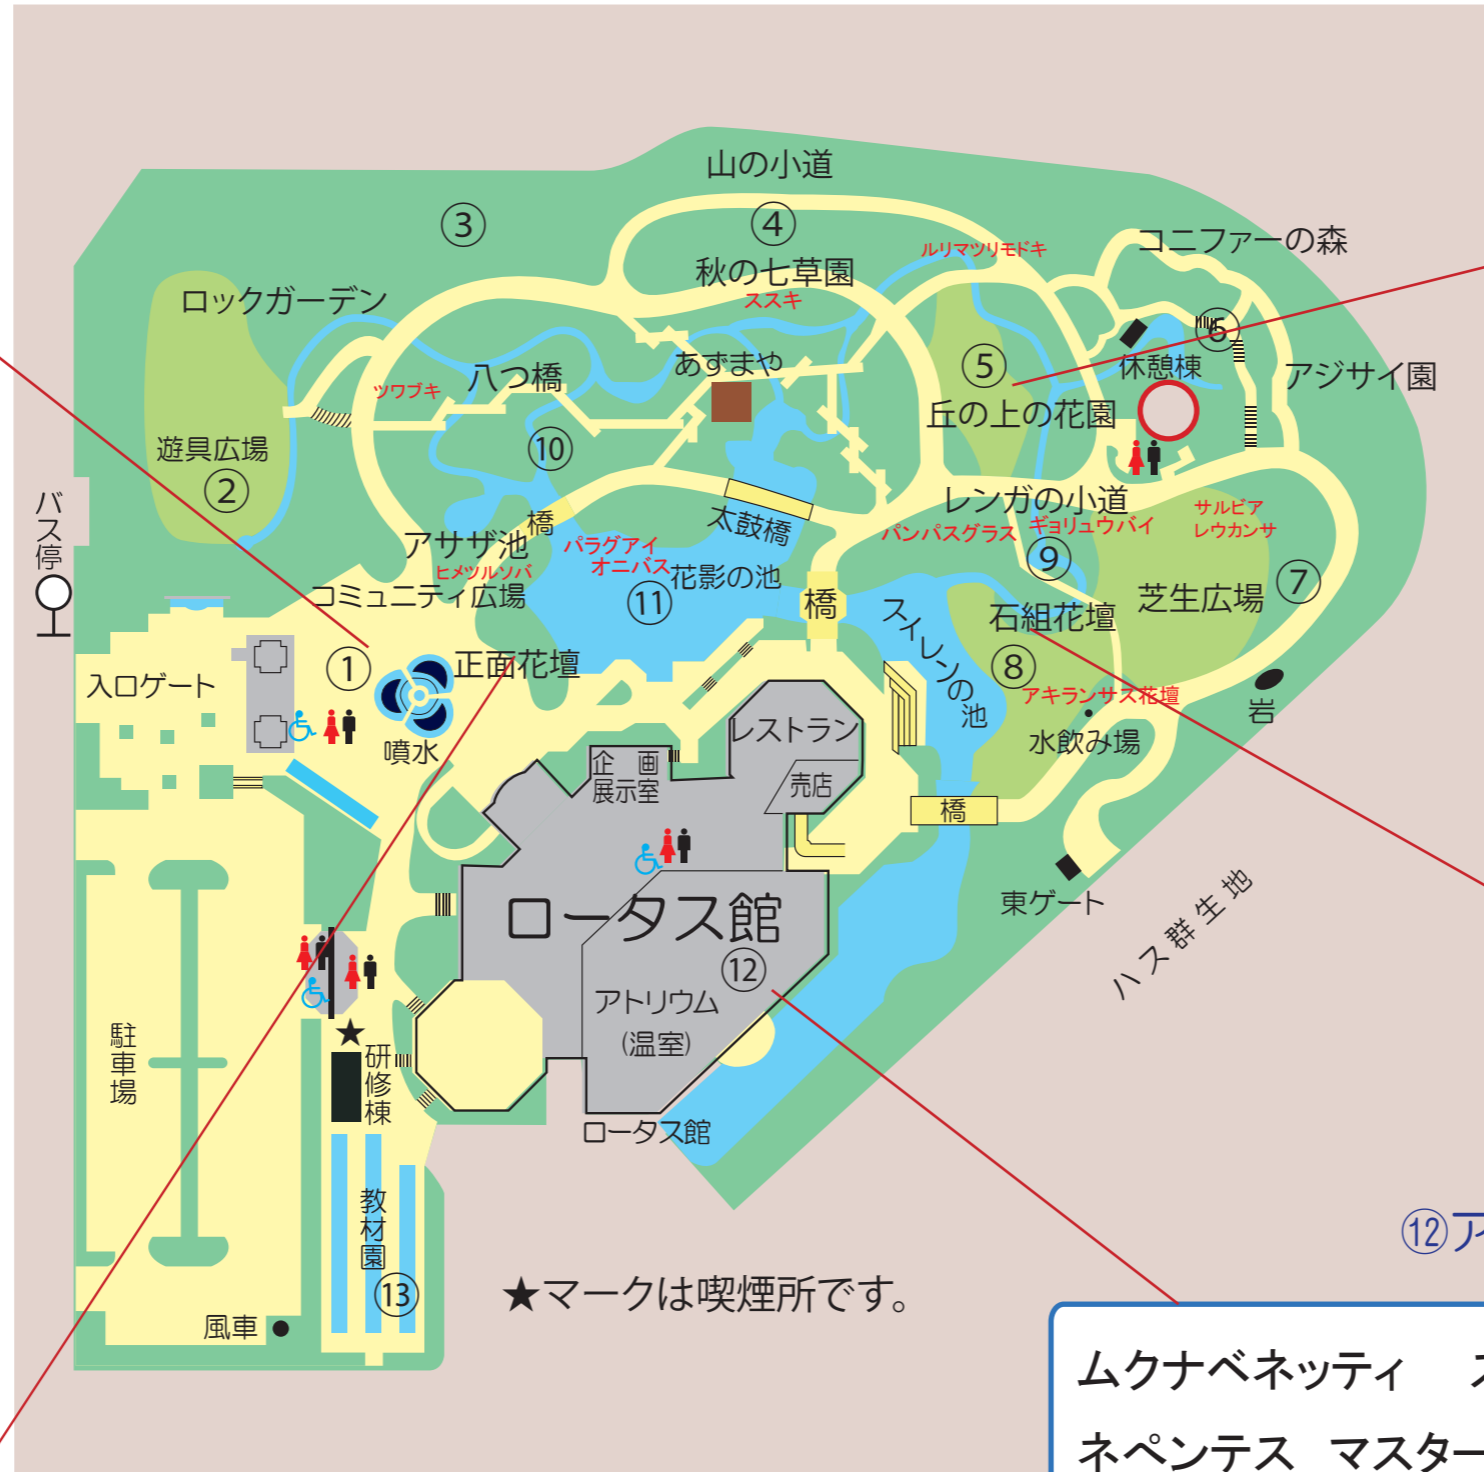 山の小道
③
④
ルリマツリモドキ
コニファーの森
秋の七草園
ススキ
ロックガーデン
⑥
あずまや
⑤
休憩棟
アジサイ園
ツワブキ
八つ橋
丘の上の花園
遊具広場
②
⑩
バス停
レンガの小道
サルビア
レウカンサ
太鼓橋
パンパスグラス
ギョリュウバイ
アサザ池
橋
パラグアイ
オニバス
ヒメツルソバ
花影の池
⑨
⑦
コミュニティ広場
⑪
橋
スイレンの池
石組花壇
芝生広場
入口ゲート
①
正面花壇
⑧
アキランサス花壇
岩
噴水
レストラン
水飲み場
企画
展示室
売店
橋
東ゲート
ハス群生地
ロータス館
⑫
アトリウム
(温室)
駐車場
★
研修棟
ロータス館
教材園
⑬
風車
★マークは喫煙所です。
⑫ア
ムクナベネッティ
ネペンテス マスター